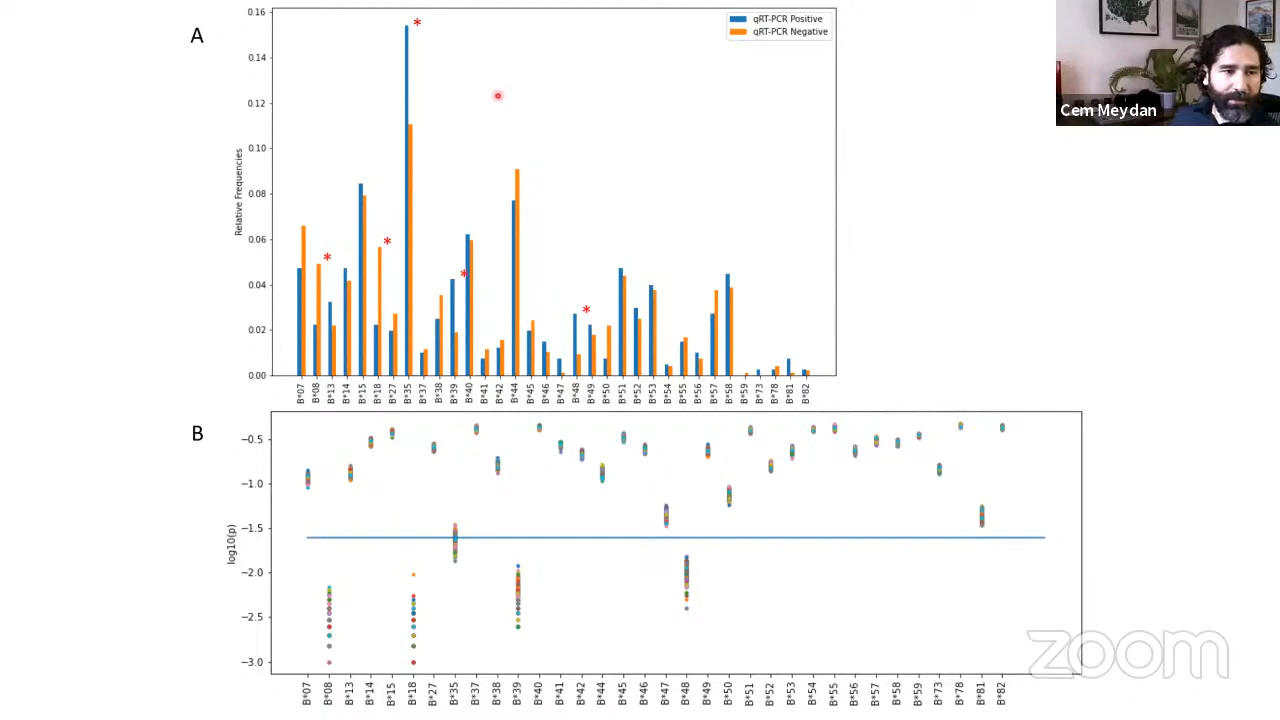 A
0.16
0.14
0.12
0.10
0.08
0.06
0.04
0.02
0.00
Relative Frequencies
qRT-PCR Positive
qRT-PCR Negative
* * * * * *
B*07 B*08 B*13 B*14 B*15 B*18 B*27 B*35 B*37 B*38 B*39 B*40 B*41 B*42 B*44 B*45 B*46 B*47 B*48 B*49 B*50 B*51 B*52 B*53 B*54 B*55 B*56 B*57 B*58 B*59 B*73 B*78 B*81 B*82
Cem Meydan
B
−0.5
−1.0
−1.5
−2.0
−2.5
−3.0
log10(p)
B*07 B*08 B*13 B*14 B*15 B*18 B*27 B*35 B*37 B*38 B*39 B*40 B*41 B*42 B*44 B*45 B*46 B*47 B*48 B*49 B*50 B*51 B*52 B*53 B*54 B*55 B*56 B*57 B*58 B*59 B*73 B*78 B*81 B*82
zoom